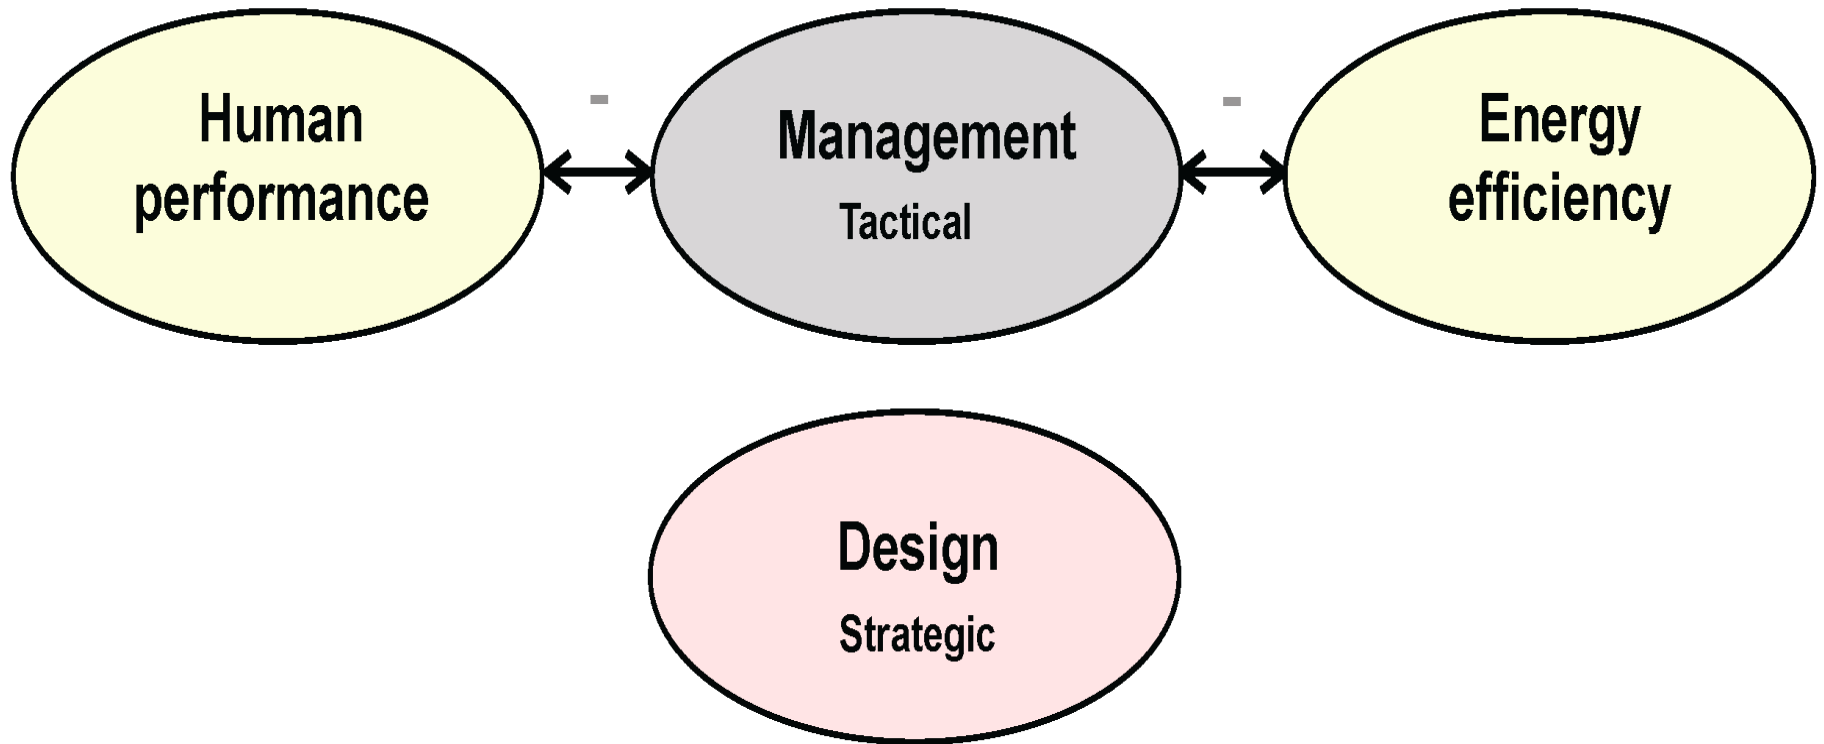 Human
performance
-
Management
Tactical
-
Energy
efficiency
Design
Strategic